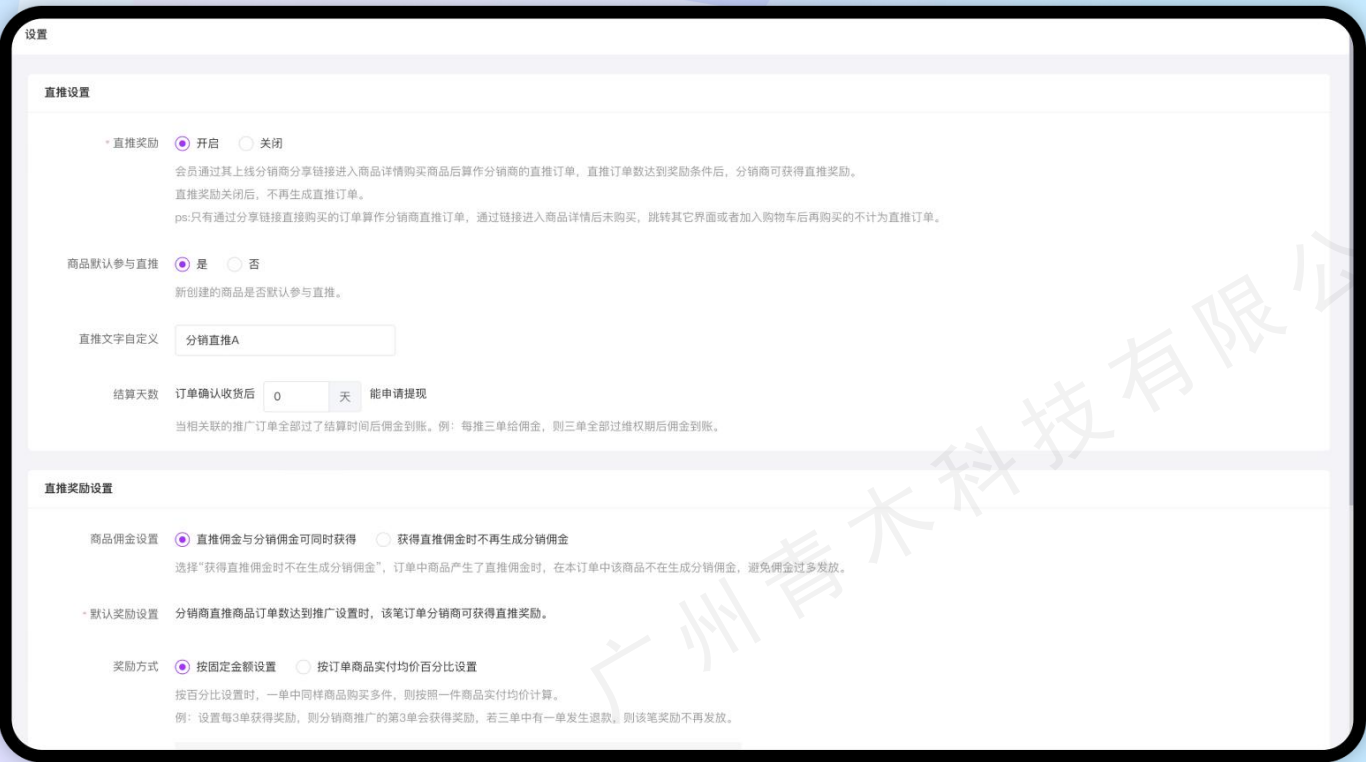 设置
直推设置
* 直推奖励 开启 关闭
会员通过其上线分销商分享链接进入商品详情购买商品后算作分销商的直推订单，直推订单数达到奖励条件后，分销商可获得直推奖励。
直推奖励关闭后，不再生成直推订单。
ps:只有通过分享链接直接购买的订单算作分销商直推订单，通过链接进入商品详情后未购买，跳转其它界面或者加入购物车后再购买的不计为直推订单。
商品默认参与直推 是 否
新创建的商品是否默认参与直推。
直推文字自定义 分销直推A
结算天数 订单确认收货后 0 天 能申请提现
当相关联的推广订单全部过了结算时间后佣金到账。例：每推三单给佣金，则三单全部过维权期后佣金到账。
直推奖励设置
商品佣金设置 直推佣金与分销佣金可同时获得 获得直推佣金时不再生成分销佣金
选择“获得直推佣金时不在生成分销佣金”，订单中商品产生了直推佣金时，在本订单中该商品不在生成分销佣金，避免佣金过多发放。
* 默认奖励设置 分销商直推商品订单数达到推广设置时，该笔订单分销商可获得直推奖励。
奖励方式 按固定金额设置 按订单商品实付均价百分比设置
按百分比设置时，一单中同样商品购买多件，则按照一件商品实付均价计算。
例：设置每3单获得奖励，则分销商推广的第3单会获得奖励，若三单中有一单发生退款，则该笔奖励不再发放。
广州青木科技有限公